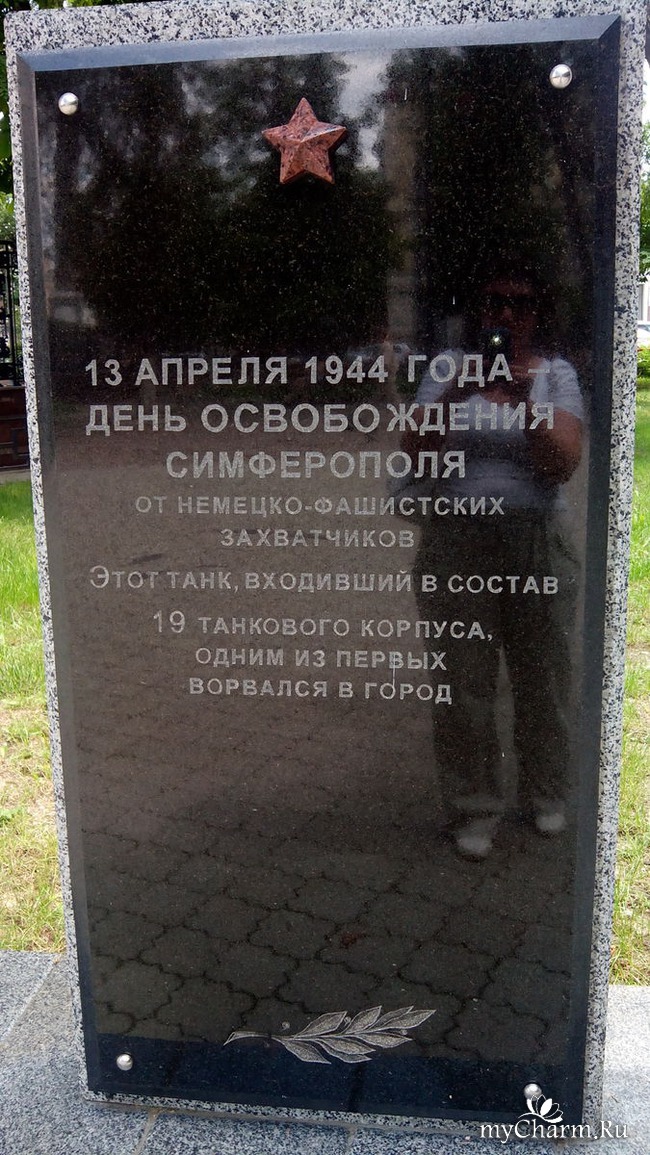 13 АПРЕЛЯ 1944 ГОДА –
ДЕНЬ ОСВОБОЖДЕНИЯ
СИМФЕРОПОЛЯ
ОТ НЕМЕЦКО-ФАШИСТСКИХ
ЗАХВАТЧИКОВ
ЭТОТ ТАНК, ВХОДИВШИЙ В СОСТАВ
19 ТАНКОВОГО КОРПУСА,
ОДНИМ ИЗ ПЕРВЫХ
ВОРВАЛСЯ В ГОРОД
myCharm.Ru